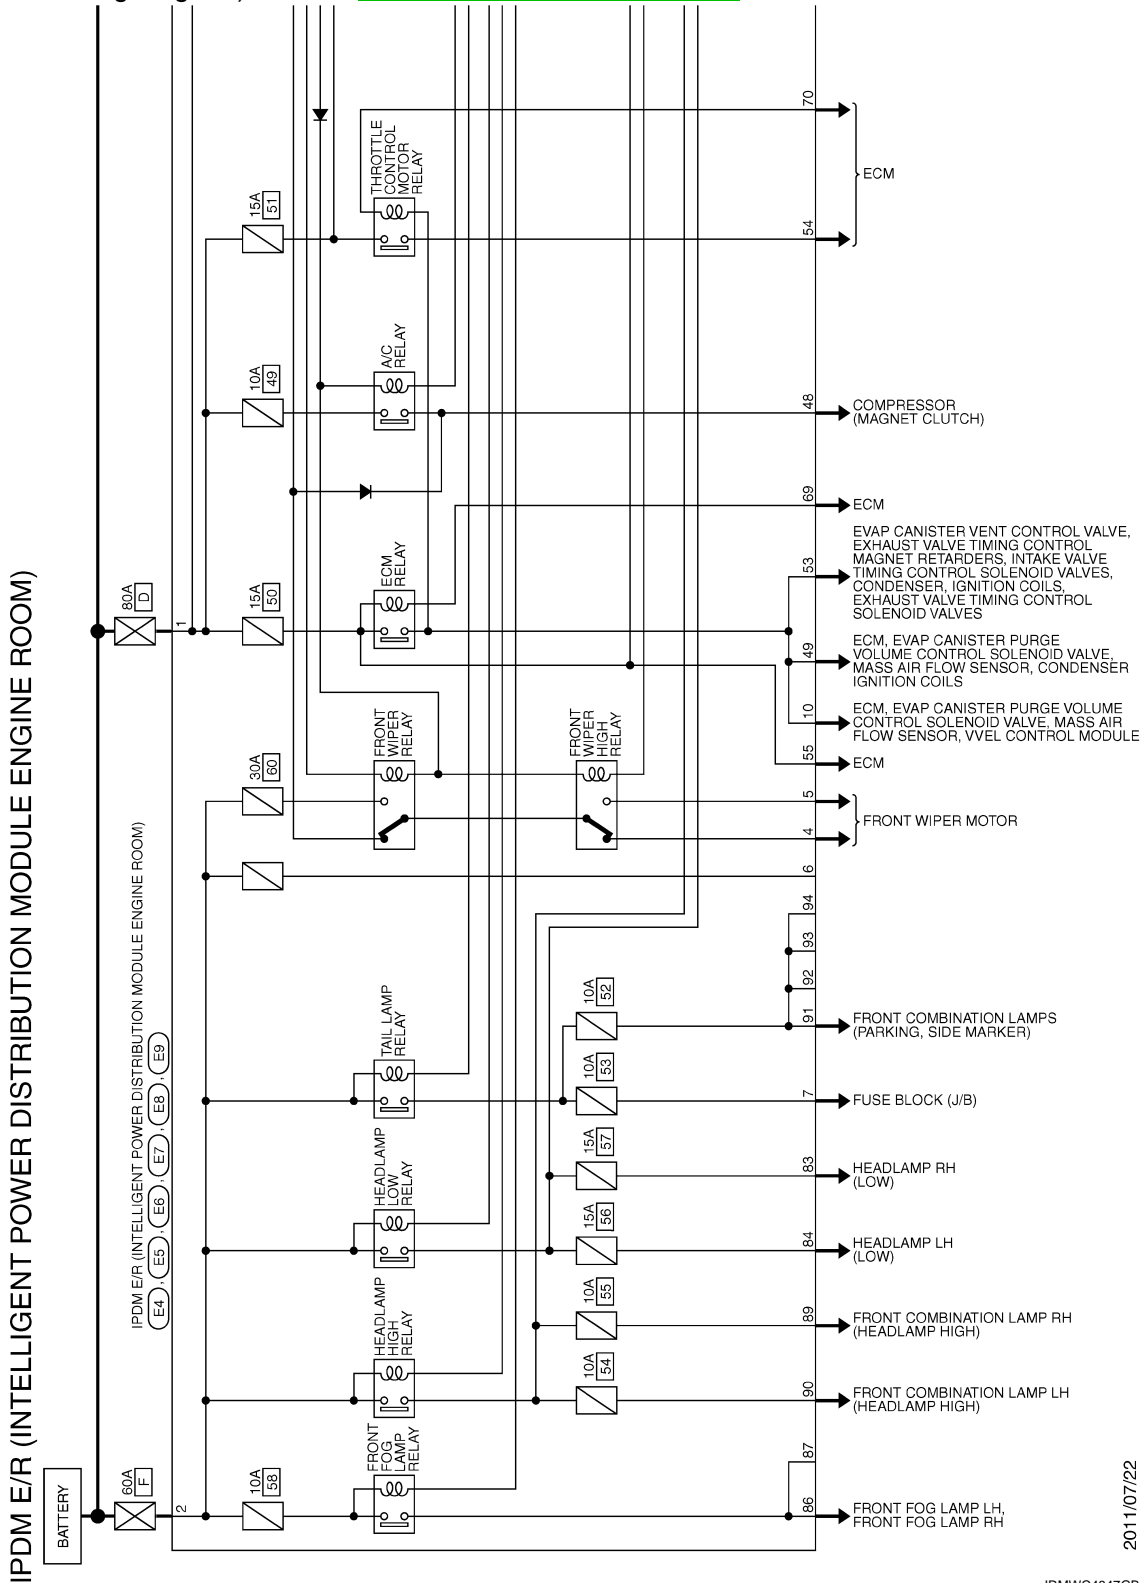 IPDM E/R (INTELLIGENT POWER DISTRIBUTION MODULE ENGINE ROOM)
70
THROTTLE
CONTROL
MOTOR
RELAY
ECM
15A
51
54
A/C
RELAY
10A
49
48
COMPRESSOR
(MAGNET CLUTCH)
69
ECM
ECM
RELAY
EVAP CANISTER VENT CONTROL VALVE,
EXHAUST VALVE TIMING CONTROL
MAGNET RETARDERS, INTAKE VALVE
TIMING CONTROL SOLENOID VALVES,
CONDENSER, IGNITION COILS,
EXHAUST VALVE TIMING CONTROL
SOLENOID VALVES
53
80A
D
1
15A
50
49
ECM, EVAP CANISTER PURGE
VOLUME CONTROL SOLENOID VALVE,
MASS AIR FLOW SENSOR, CONDENSER
IGNITION COILS
10
ECM, EVAP CANISTER PURGE VOLUME
CONTROL SOLENOID VALVE, MASS AIR
FLOW SENSOR, VVEL CONTROL MODULE
FRONT
WIPER
RELAY
FRONT
WIPER
HIGH
RELAY
55
ECM
30A
60
5
FRONT WIPER MOTOR
4
6
IPDM E/R (INTELLIGENT POWER DISTRIBUTION MODULE ENGINE ROOM)
E4 , E5 , E6 , E7 , E8 , E9
94
93
92
10A
52
91
FRONT COMBINATION LAMPS
(PARKING, SIDE MARKER)
TAIL LAMP
RELAY
10A
53
7
FUSE BLOCK (J/B)
15A
57
83
HEADLAMP RH
(LOW)
HEADLAMP
LOW
RELAY
15A
56
84
HEADLAMP LH
(LOW)
10A
55
89
FRONT COMBINATION LAMP RH
(HEADLAMP HIGH)
HEADLAMP
HIGH
RELAY
10A
54
90
FRONT COMBINATION LAMP LH
(HEADLAMP HIGH)
87
FRONT
FOG
LAMP
RELAY
BATTERY
60A
F
2
10A
58
86
FRONT FOG LAMP LH,
FRONT FOG LAMP RH
2011/07/22